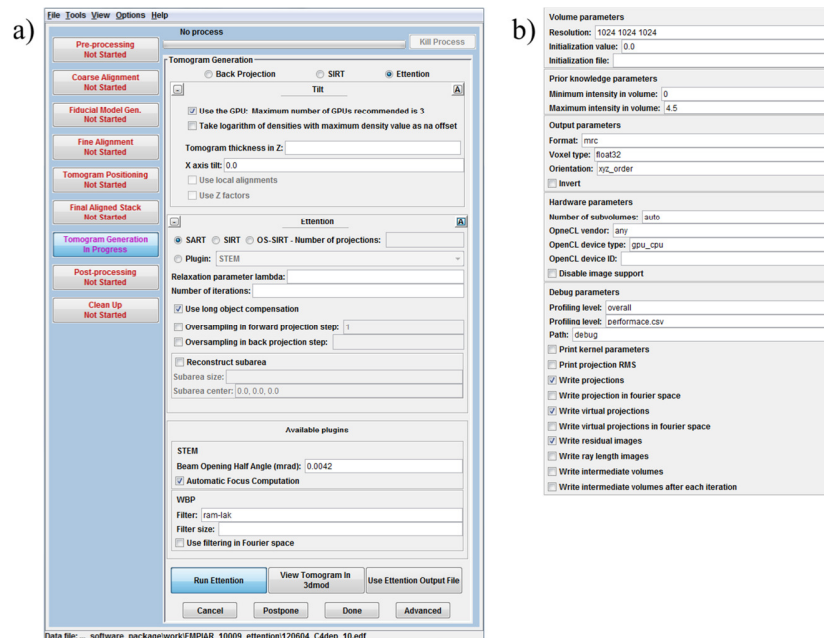 a)
File Tools View Options Help
No process
Kill Process
Pre-processing
Not Started
Coarse Alignment
Not Started
Fiducial Model Gen.
Not Started
Fine Alignment
Not Started
Tomogram Positioning
Not Started
Final Aligned Stack
Not Started
Tomogram Generation
In Progress
Post-processing
Not Started
Clean Up
Not Started
Tomogram Generation
Back Projection SIRT Ettention
- Tilt A
Use the GPU: Maximum number of GPUs recommended is 3
Take logarithm of densities with maximum density value as na offset
Tomogram thickness in Z:
X axis tilt: 0.0
Use local alignments
Use Z factors
- Ettention A
SART SIRT OS-SIRT - Number of projections:
Plugin: STEM
Relaxation parameter lambda:
Number of iterations:
Use long object compensation
Oversampling in forward projection step: 1
Oversampling in back projection step:
Reconstruct subarea
Subarea size:
Subarea center: 0.0, 0.0, 0.0
Available plugins
STEM
Beam Opening Half Angle (mrad): 0.0042
Automatic Focus Computation
WBP
Filter: ram-lak
Filter size:
Use filtering in Fourier space
Run Ettention
View Tomogram In
3dmod
Use Ettention Output File
Cancel Postpone Done Advanced
Data file: ... software_package\work\EMPIAR_10009_ettention\120604_C4dep_10.edf
b)
Volume parameters
Resolution: 1024 1024 1024
Initialization value: 0.0
Initialization file:
Prior knowledge parameters
Minimum intensity in volume: 0
Maximum intensity in volume: 4.5
Output parameters
Format: mrc
Voxel type: float32
Orientation: xyz_order
Invert
Hardware parameters
Number of subvolumes: auto
OpneCL vendor: any
OpenCL device type: gpu_cpu
OpenCL device ID:
Disable image support
Debug parameters
Profiling level: overall
Profiling level: performace.csv
Path: debug
Print kernel parameters
Print projection RMS
Write projections
Write projection in fourier space
Write virtual projections
Write virtual projections in fourier space
Write residual images
Write ray length images
Write intermediate volumes
Write intermediate volumes after each iteration